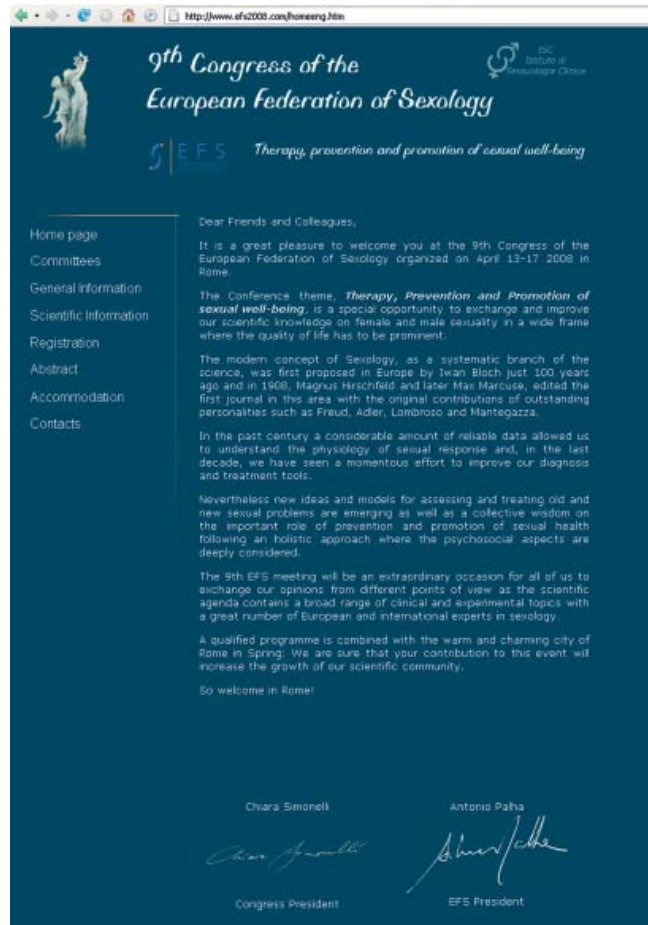 http://www.efs2008.com/homeeng.htm
9th Congress of the
European Federation of Sexology
ISC
Istituto di
Sessuologia Clinica
EFS
Therapy, prevention and promotion of sexual well-being
Home page
Committees
General Information
Scientific Information
Registration
Abstract
Accommodation
Contacts
Dear Friends and Colleagues,
It is a great pleasure to welcome you at the 9th Congress of the
European Federation of Sexology organized on April 13-17 2008 in
Rome.
The Conference theme, Therapy, Prevention and Promotion of
sexual well-being, is a special opportunity to exchange and improve
our scientific knowledge on female and male sexuality in a wide frame
where the quality of life has to be prominent.
The modern concept of Sexology, as a systematic branch of the
science, was first proposed in Europe by Iwan Bloch just 100 years
ago and in 1908, Magnus Hirschfeld and later Max Marcuse, edited the
first journal in this area with the original contributions of outstanding
personalities such as Freud, Adler, Lombroso and Mantegazza.
In the past century a considerable amount of reliable data allowed us
to understand the physiology of sexual response and, in the last
decade, we have seen a momentous effort to improve our diagnosis
and treatment tools.
Nevertheless new ideas and models for assessing and treating old and
new sexual problems are emerging as well as a collective wisdom on
the important role of prevention and promotion of sexual health
following an holistic approach where the psychosocial aspects are
deeply considered.
The 9th EFS meeting will be an extraordinary occasion for all of us to
exchange our opinions from different points of view as the scientific
agenda contains a broad range of clinical and experimental topics with
a great number of European and international experts in sexology.
A qualified programme is combined with the warm and charming city of
Rome in Spring: We are sure that your contribution to this event will
increase the growth of our scientific community.
So welcome in Rome!
Chiara Simonelli
Antonio Palha
Chiara Simonelli
Congress President
EFS President